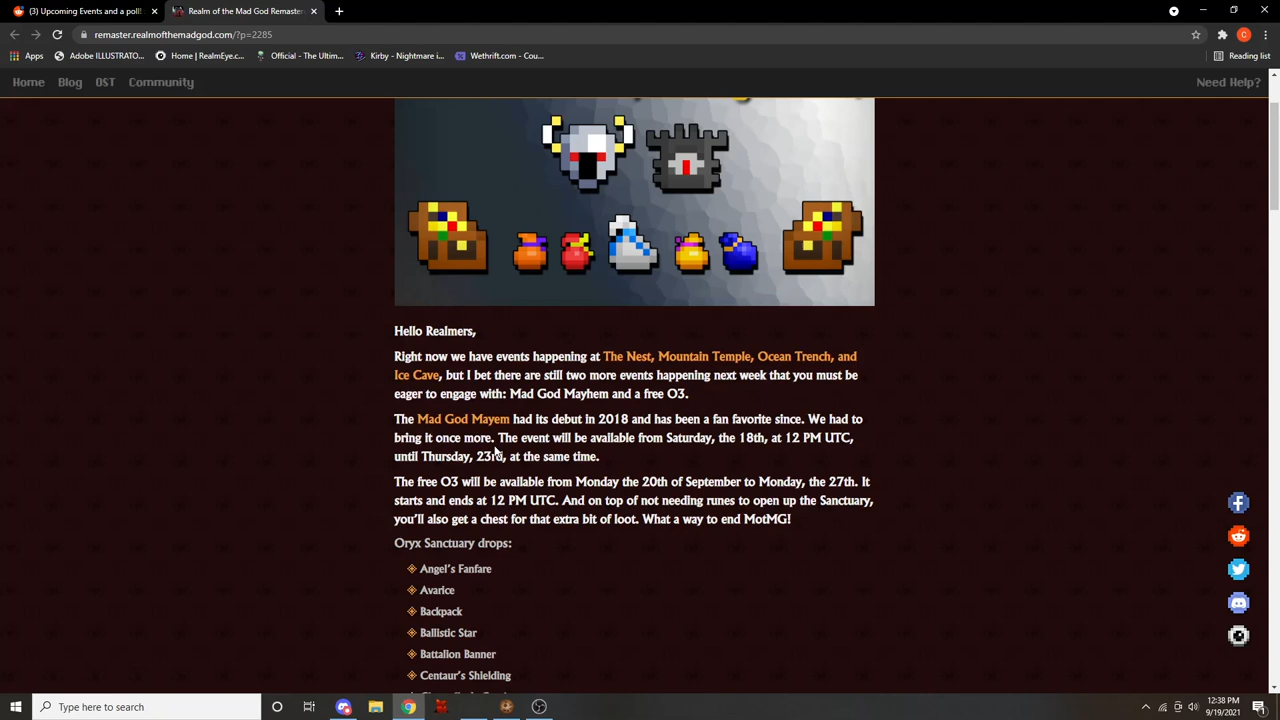 (3) Upcoming Events and a poll!
Realm of the Mad God Remaster
remaster.realmofthemadgod.com/?p=2285
Apps
Adobe ILLUSTRATO...
Home | RealmEye.c...
Official - The Ultim...
Kirby - Nightmare i...
Wethrift.com - Cou...
Reading list
Home
Blog
OST
Community
Need Help?
Hello Realmers,
Right now we have events happening at The Nest, Mountain Temple, Ocean Trench, and
Ice Cave, but I bet there are still two more events happening next week that you must be
eager to engage with: Mad God Mayhem and a free O3.
The Mad God Mayem had its debut in 2018 and has been a fan favorite since. We had to
bring it once more. The event will be available from Saturday, the 18th, at 12 PM UTC,
until Thursday, 23rd, at the same time.
The free O3 will be available from Monday the 20th of September to Monday, the 27th. It
starts and ends at 12 PM UTC. And on top of not needing runes to open up the Sanctuary,
you'll also get a chest for that extra bit of loot. What a way to end MotMG!
Oryx Sanctuary drops:
Angel's Fanfare
Avarice
Backpack
Ballistic Star
Battalion Banner
Centaur's Shielding
Type here to search
12:38 PM
9/19/2021